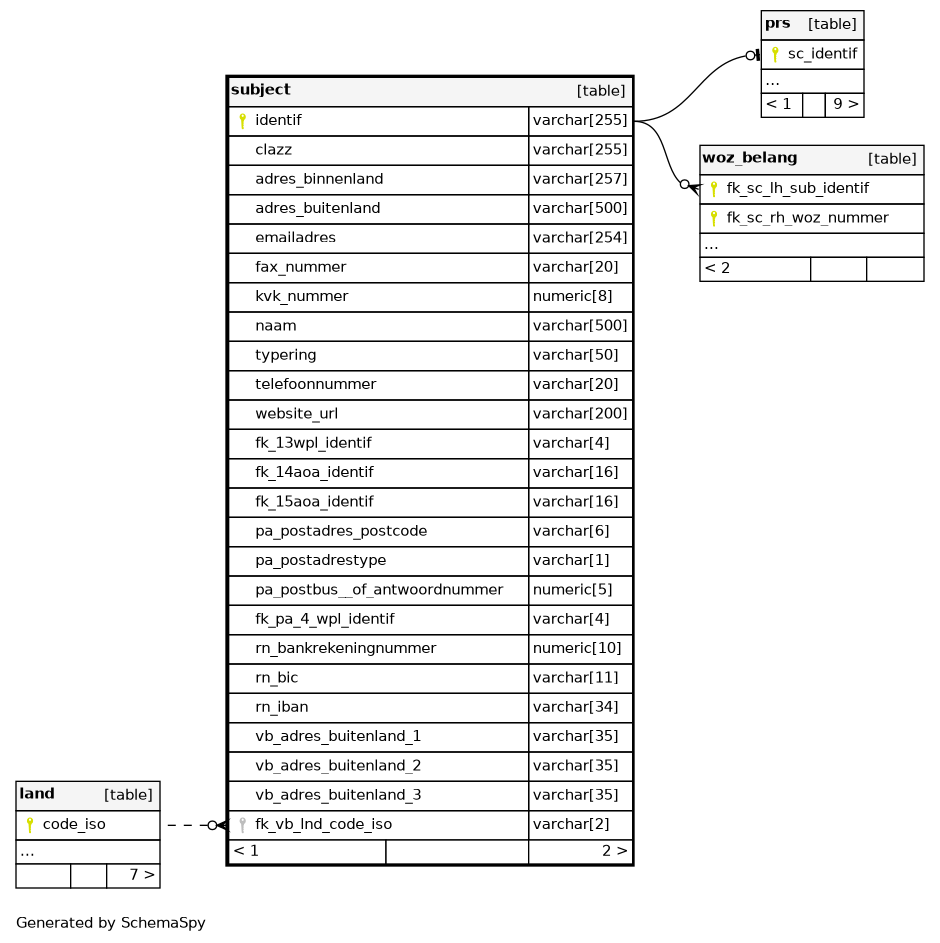 prs [table]
sc_identif
...
< 1 9 >
subject [table]
identif varchar[255]
clazz varchar[255]
adres_binnenland varchar[257]
adres_buitenland varchar[500]
emailadres varchar[254]
fax_nummer varchar[20]
kvk_nummer numeric[8]
naam varchar[500]
typering varchar[50]
telefoonnummer varchar[20]
website_url varchar[200]
fk_13wpl_identif varchar[4]
fk_14aoa_identif varchar[16]
fk_15aoa_identif varchar[16]
pa_postadres_postcode varchar[6]
pa_postadrestype varchar[1]
pa_postbus__of_antwoordnummer numeric[5]
fk_pa_4_wpl_identif varchar[4]
rn_bankrekeningnummer numeric[10]
rn_bic varchar[11]
rn_iban varchar[34]
vb_adres_buitenland_1 varchar[35]
vb_adres_buitenland_2 varchar[35]
vb_adres_buitenland_3 varchar[35]
fk_vb_lnd_code_iso varchar[2]
< 1 2 >
woz_belang [table]
fk_sc_lh_sub_identif
fk_sc_rh_woz_nummer
...
< 2
land [table]
code_iso
...
7 >
Generated by SchemaSpy